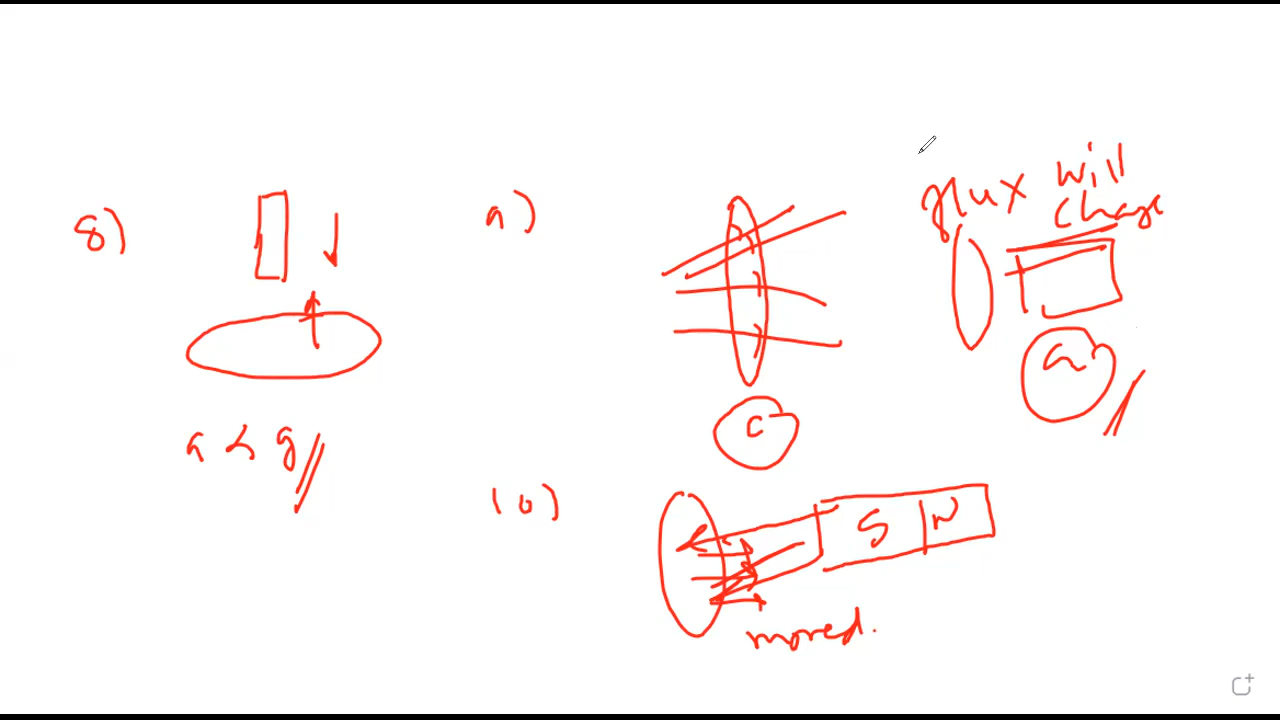 8)
a < g
9)
c
flux will
change
a
10)
S N
moved.